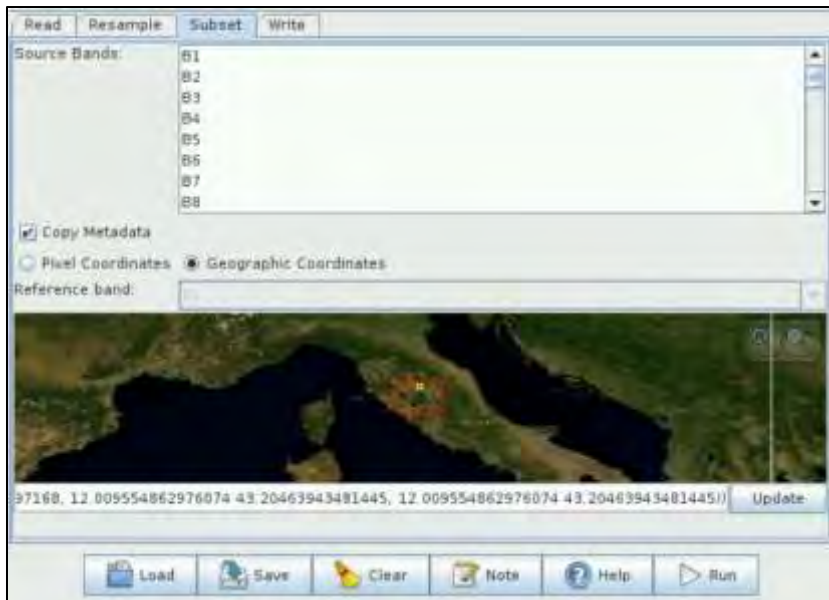 Read Resample Subset Write
Source Bands: B1
B2
B3
B4
B5
B6
B7
B8
Copy Metadata
Pixel Coordinates Geographic Coordinates
Reference band:
97168, 12.009554862976074 43.20463943481445, 12.009554862976074 43.20463943481445)) Update
Load Save Clear Note Help Run